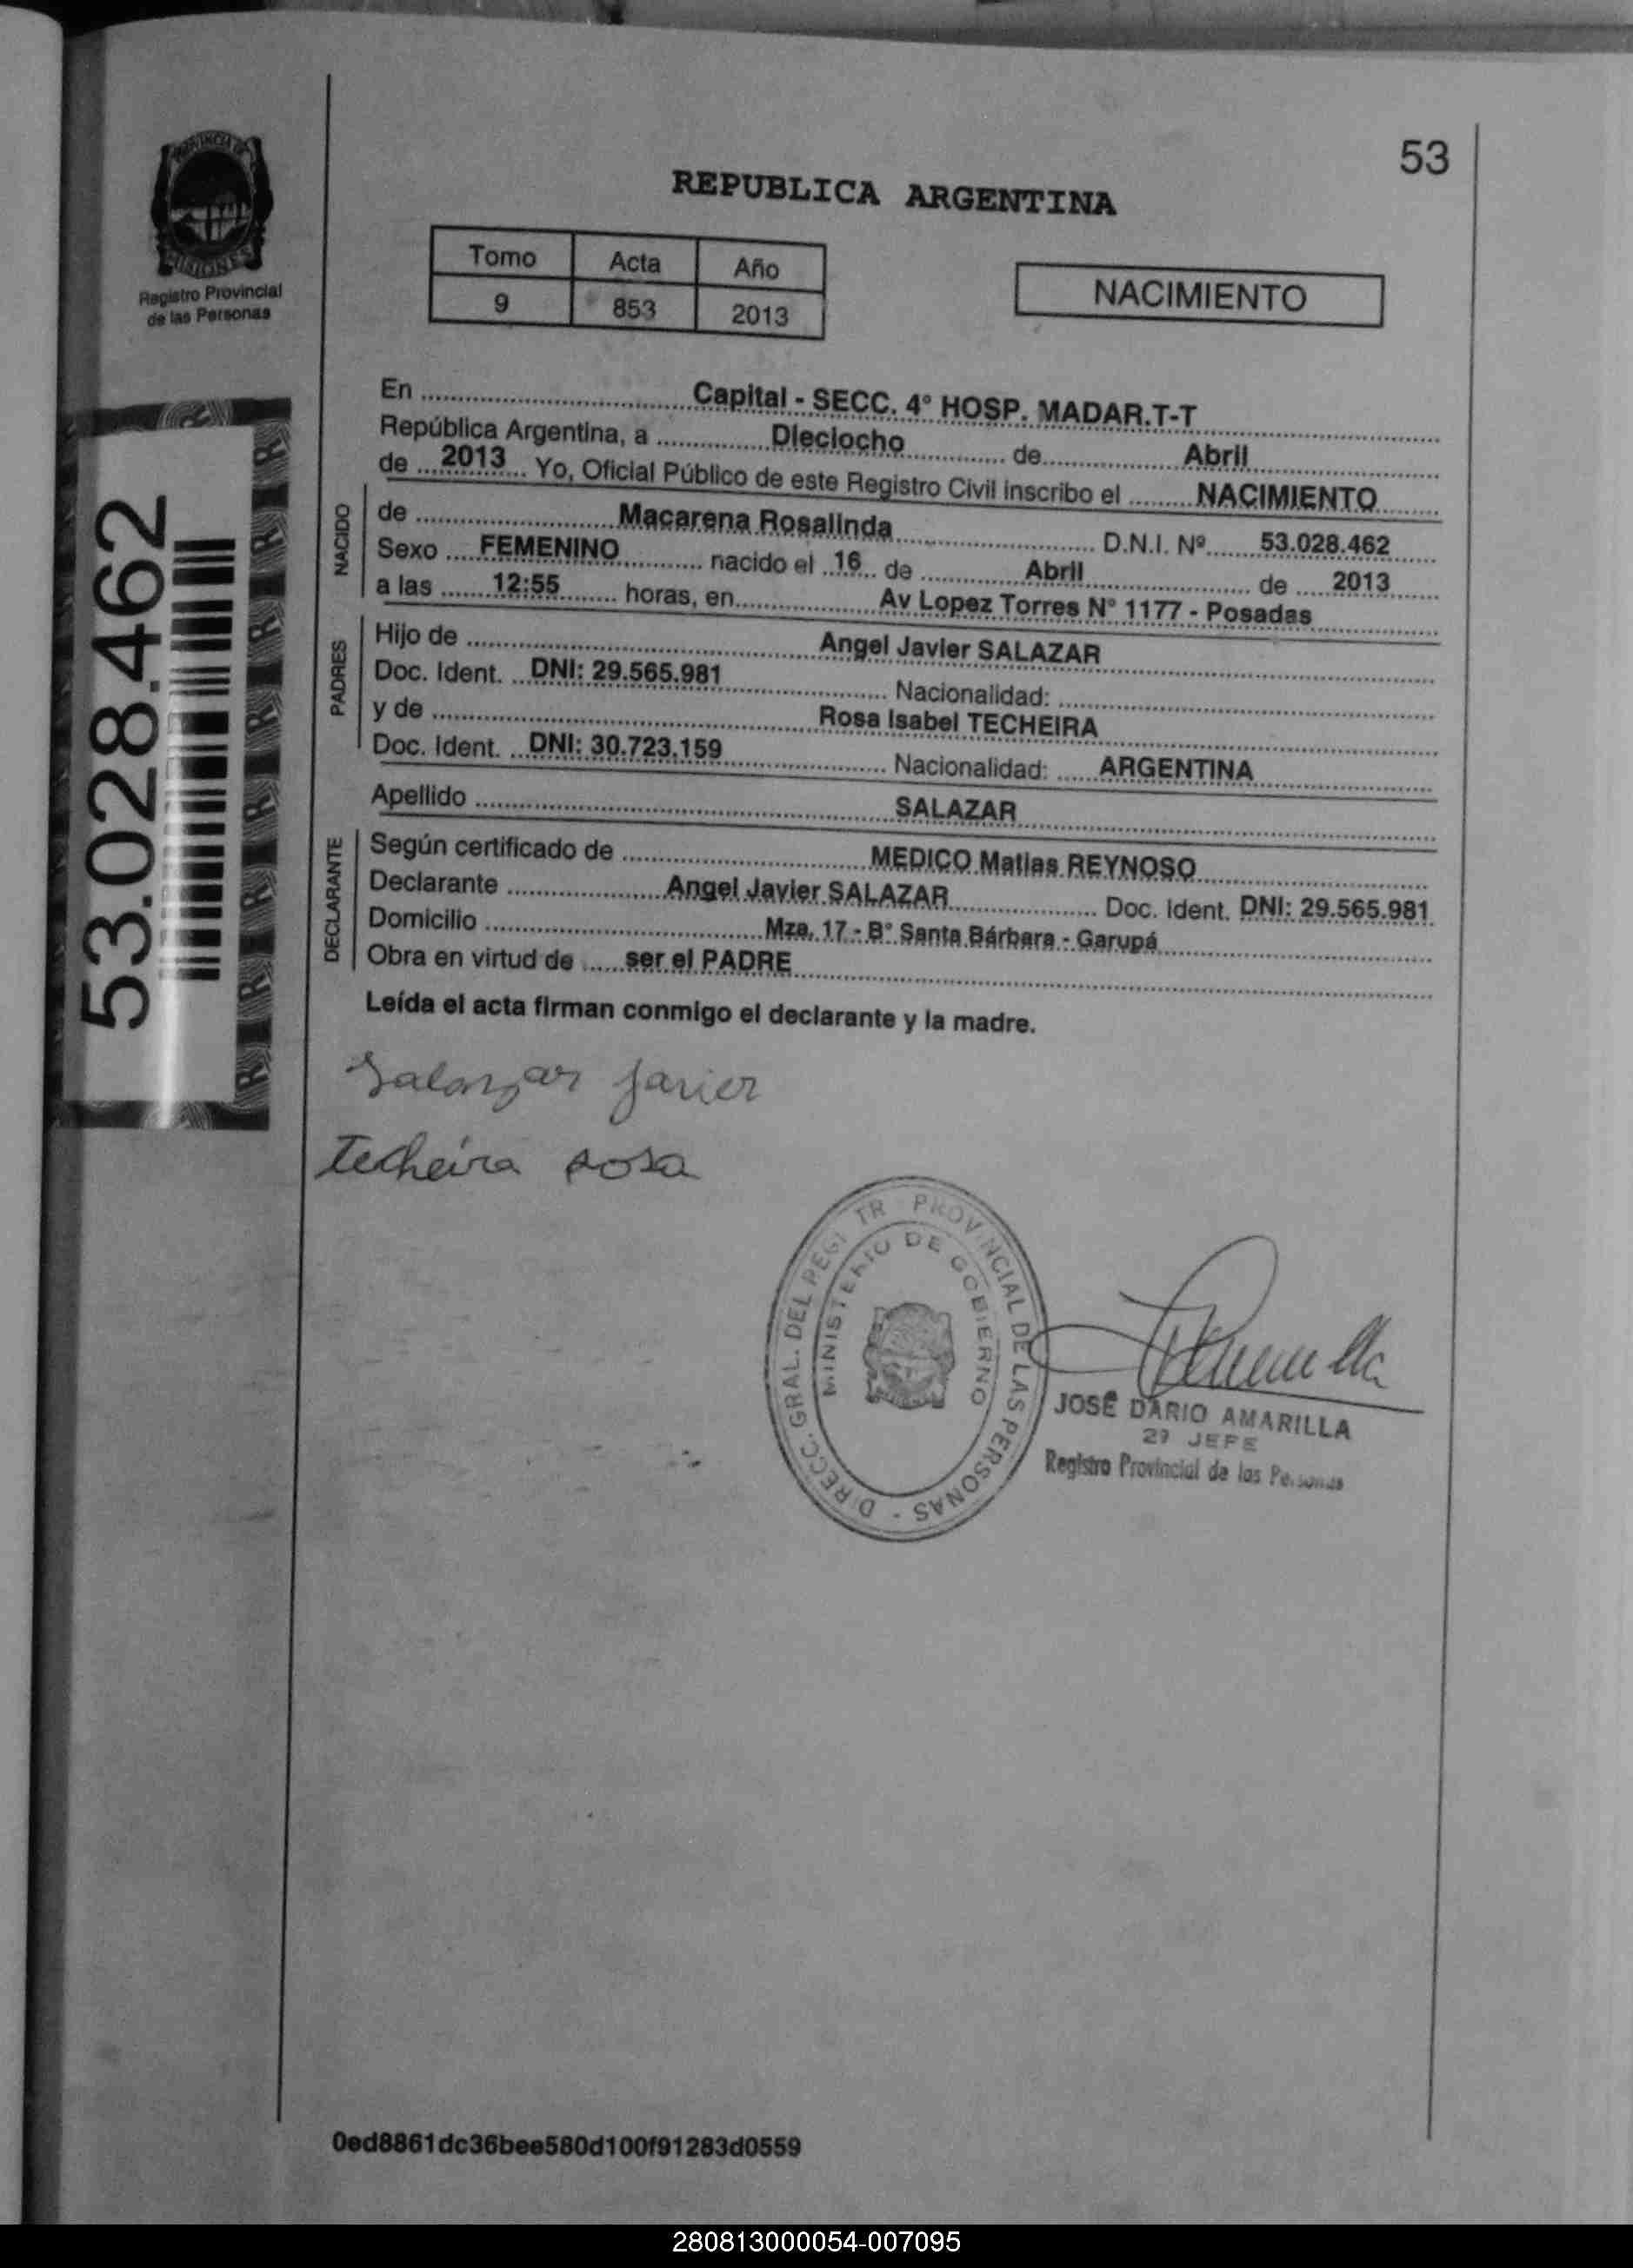 53
PROVINCIA DE
MISIONES
Registro Provincial
de las Personas
REPUBLICA ARGENTINA
Tomo Acta Año
9 853 2013
NACIMIENTO
53.028.462
En Capital - SECC. 4° HOSP. MADAR.T-T
República Argentina, a Dieciocho de Abril
de 2013 Yo, Oficial Público de este Registro Civil inscribo el NACIMIENTO
NACIDO
de Macarena Rosalinda D.N.I. Nº 53.028.462
Sexo FEMENINO nacido el 16 de Abril de 2013
a las 12:55 horas, en Av Lopez Torres N° 1177 - Posadas
PADRES
Hijo de Angel Javier SALAZAR
Doc. Ident. DNI: 29.565.981 Nacionalidad:
y de Rosa Isabel TECHEIRA
Doc. Ident. DNI: 30.723.159 Nacionalidad: ARGENTINA
Apellido SALAZAR
DECLARANTE
Según certificado de MEDICO Matias REYNOSO
Declarante Angel Javier SALAZAR Doc. Ident. DNI: 29.565.981
Domicilio Mza. 17 - B° Santa Bárbara - Garupá
Obra en virtud de ser el PADRE
Leída el acta firman conmigo el declarante y la madre.
Salazar Javier
Techeira Rosa
DIRECC. GRAL. DEL REGISTR PROVINCIAL DE LAS PERSONAS -
MINISTERIO DE GOBIERNO
JOSÉ DARIO AMARILLA
2º JEFE
Registro Provincial de las Personas
0ed8861dc36bee580d100f91283d0559
280813000054-007095